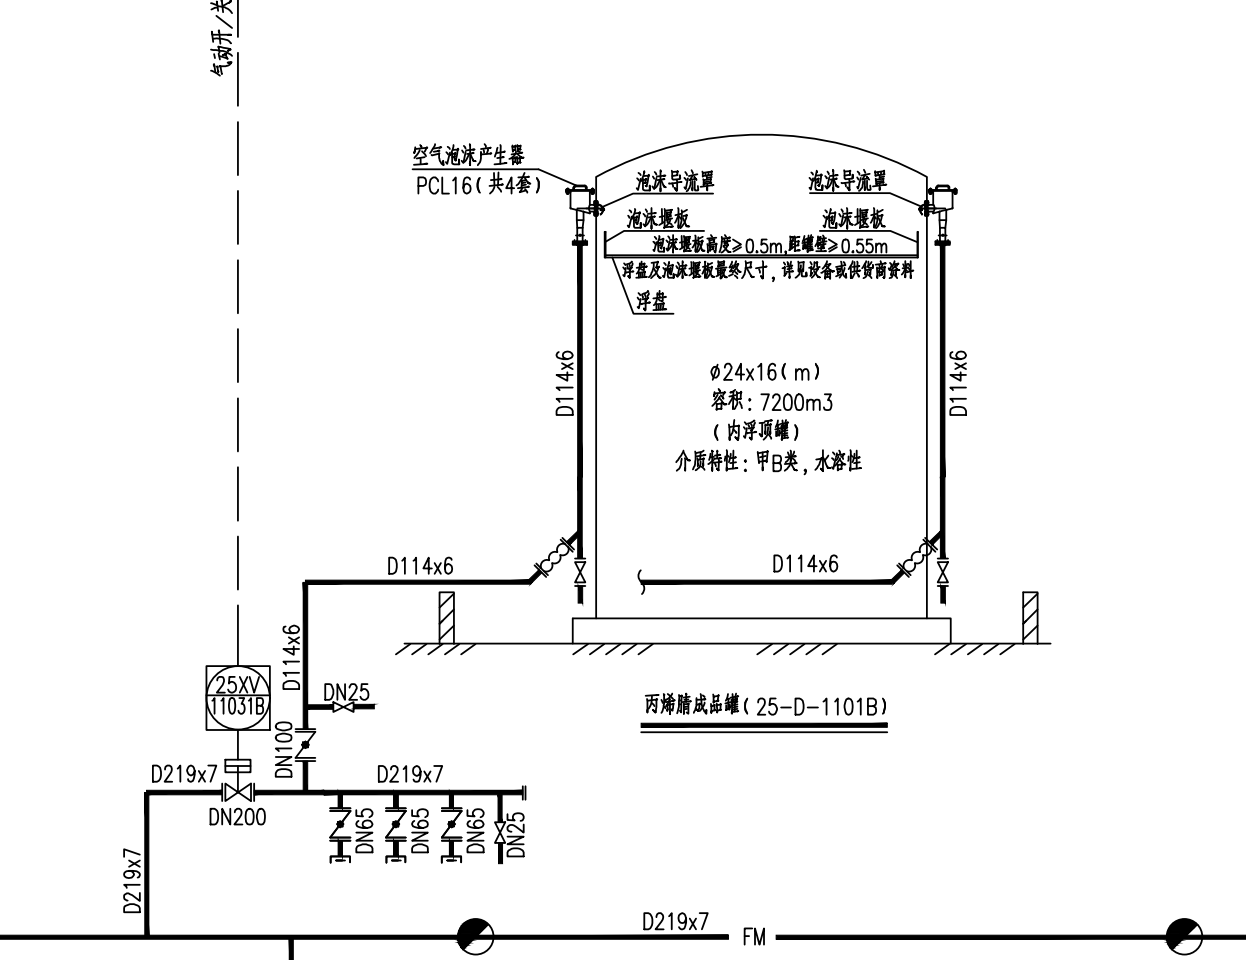 气动开/关
空气泡沫产生器
PCL16(共4套)
泡沫导流罩
泡沫导流罩
泡沫堰板
泡沫堰板
泡沫堰板高度≥0.5m,距罐壁≥0.55m
浮盘及泡沫堰板最终尺寸,详见设备或供货商资料
浮盘
D114x6
D114x6
φ24x16(m)
容积:7200m3
(内浮顶罐)
介质特性:甲B类,水溶性
D114x6
D114x6
D114x6
25XV
11031B
DN25
丙烯腈成品罐(25-D-1101B)
DN100
D219x7
D219x7
DN200
DN65
DN65
DN65
DN25
D219x7
D219x7
FM